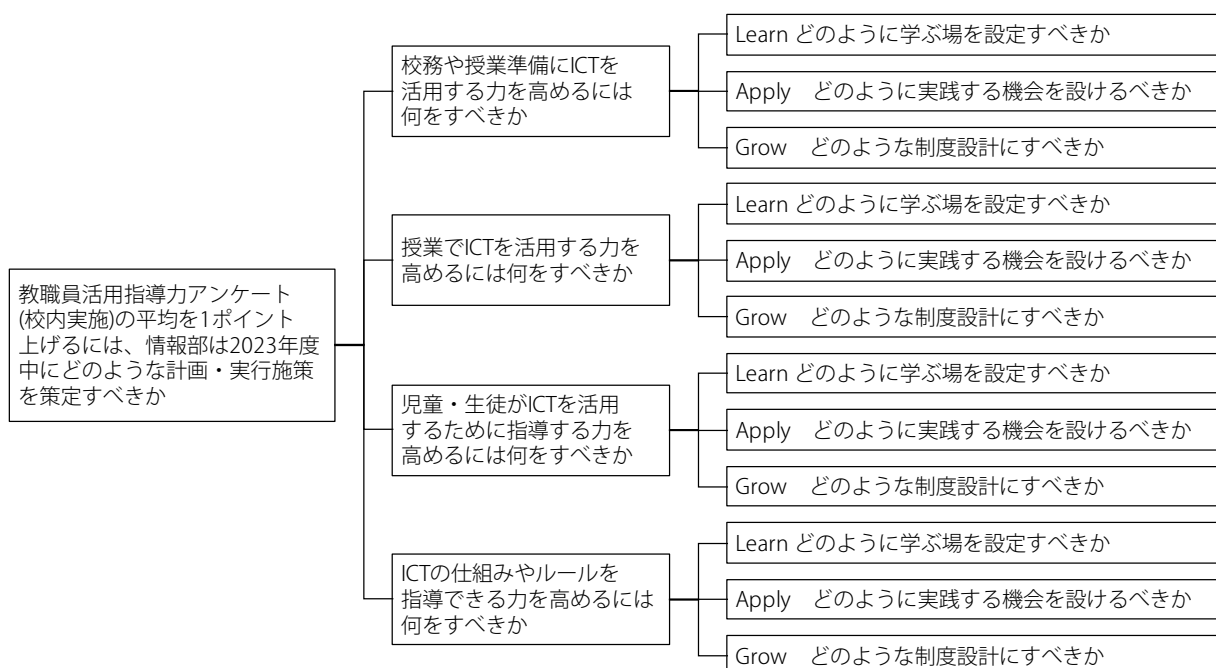 教職員活用指導力アンケート
(校内実施)の平均を1ポイント
上げるには、情報部は2023年度
中にどのような計画・実行施策
を策定すべきか
校務や授業準備にICTを
活用する力を高めるには
何をすべきか
Learn どのように学ぶ場を設定すべきか
Apply　どのように実践する機会を設けるべきか
Grow　どのような制度設計にすべきか
授業でICTを活用する力を
高めるには何をすべきか
Learn どのように学ぶ場を設定すべきか
Apply　どのように実践する機会を設けるべきか
Grow　どのような制度設計にすべきか
児童・生徒がICTを活用
するために指導する力を
高めるには何をすべきか
Learn どのように学ぶ場を設定すべきか
Apply　どのように実践する機会を設けるべきか
Grow　どのような制度設計にすべきか
ICTの仕組みやルールを
指導できる力を高めるには
何をすべきか
Learn どのように学ぶ場を設定すべきか
Apply　どのように実践する機会を設けるべきか
Grow　どのような制度設計にすべきか